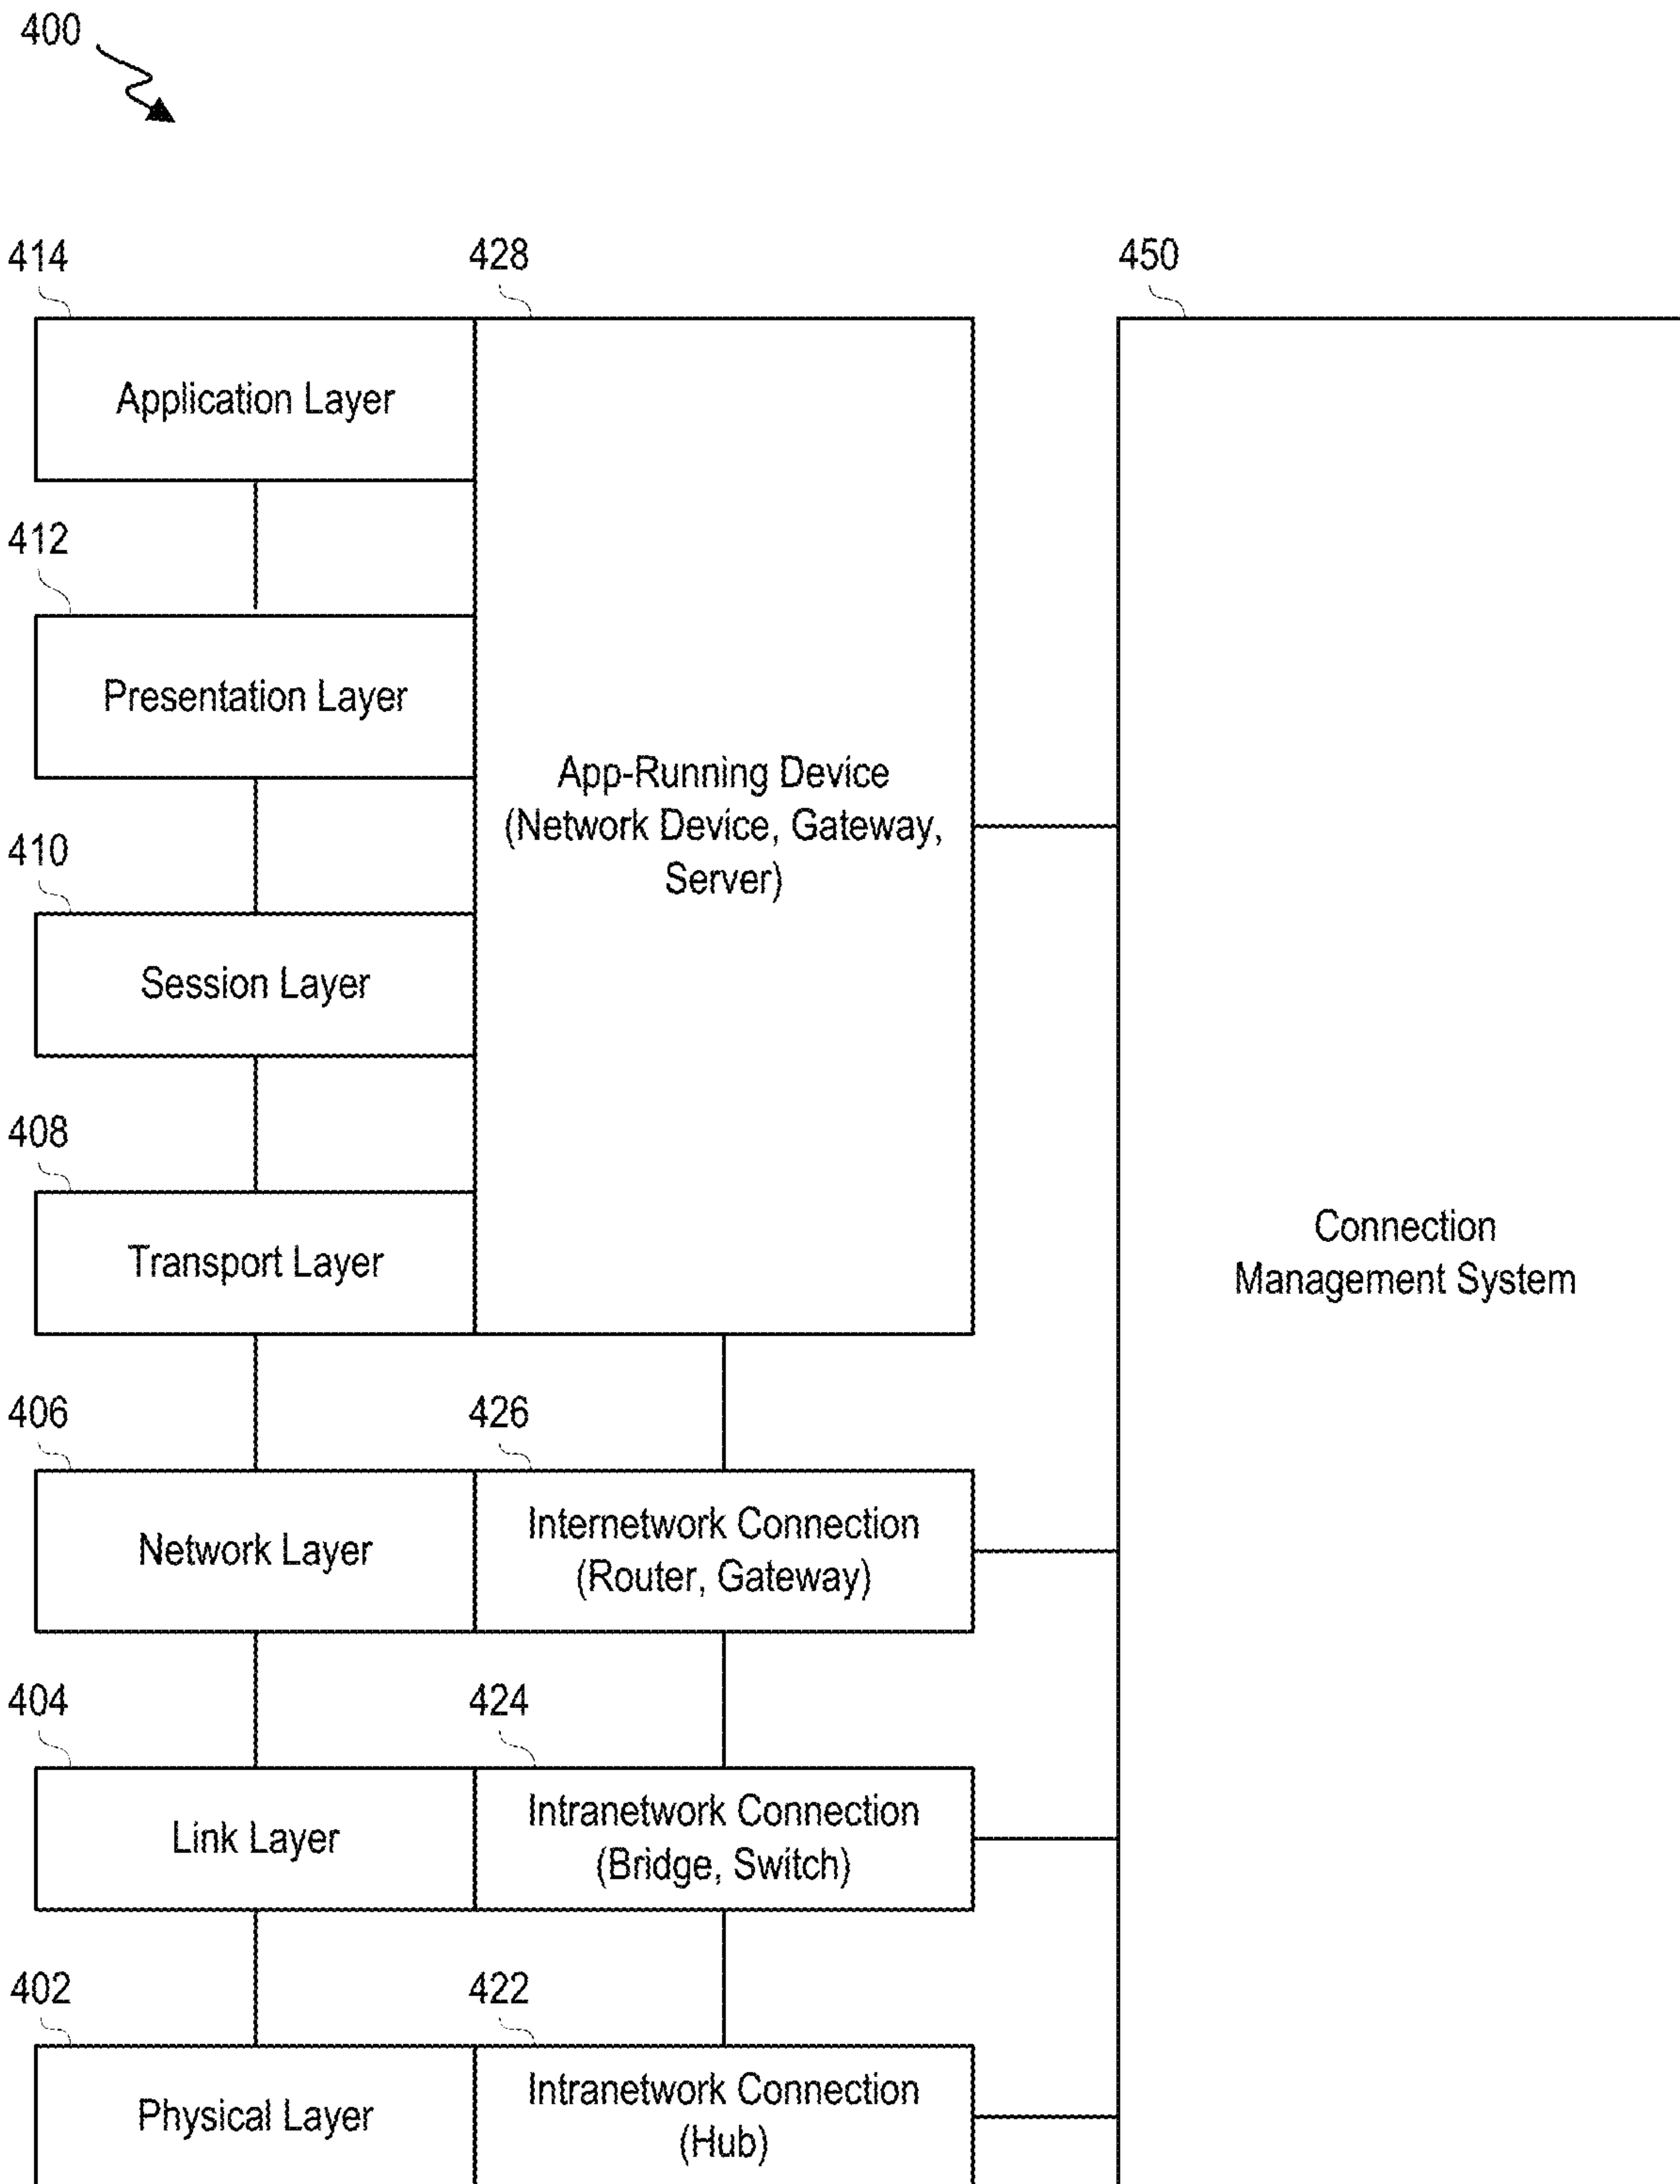 400
414
428
450
Application Layer
412
Presentation Layer
App-Running Device
(Network Device, Gateway,
Server)
410
Session Layer
408
Transport Layer
Connection
Management System
406
426
Network Layer
Internetwork Connection
(Router, Gateway)
404
424
Link Layer
Intranetwork Connection
(Bridge, Switch)
402
422
Physical Layer
Intranetwork Connection
(Hub)